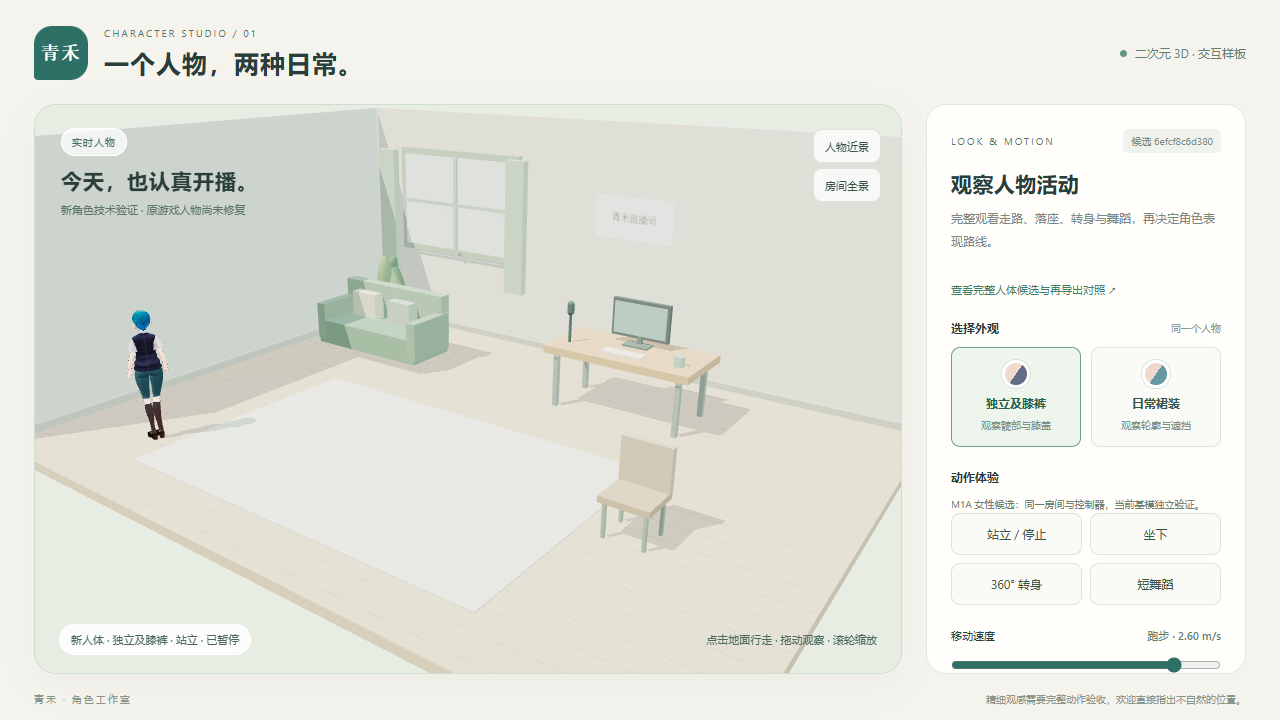 青禾
CHARACTER STUDIO / 01
一个人物，两种日常。
二次元 3D · 交互样板
实时人物
今天，也认真开播。
新角色技术验证 · 原游戏人物尚未修复
人物近景
房间全景
青禾直播间
新人体 · 独立及膝裤 · 站立 · 已暂停
点击地面行走 · 拖动观察 · 滚轮缩放
LOOK & MOTION
候选 6efcf8c6d380
观察人物活动
完整观看走路、落座、转身与舞蹈，再决定角色表
现路线。
查看完整人体候选与再导出对照 ↗
选择外观
同一个人物
独立及膝裤
观察髋部与膝盖
日常裙装
观察轮廓与遮挡
动作体验
M1A 女性候选：同一房间与控制器，当前基模独立验证。
站立 / 停止
坐下
360° 转身
短舞蹈
移动速度
跑步 · 2.60 m/s
青禾 · 角色工作室
精细观感需要完整动作验收，欢迎直接指出不自然的位置。